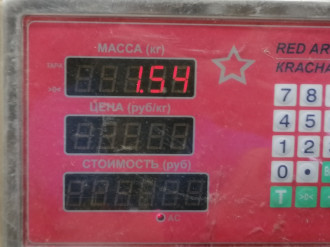 МАССА (кг)
1.54
RED AR
KRACHA
ЦЕНА (руб/кг)
7 8
4 5
1 2
0 •
СТОИМОСТЬ (руб)
T
AC